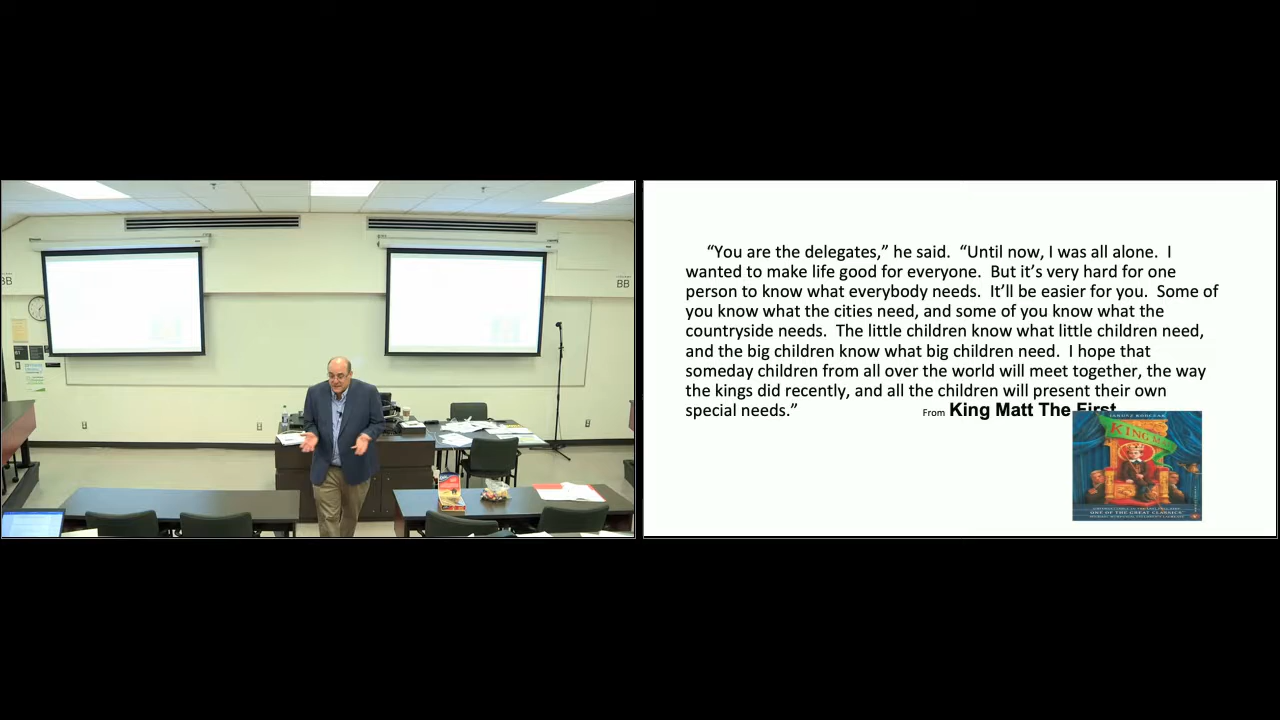 “You are the delegates,” he said. “Until now, I was all alone. I
wanted to make life good for everyone. But it’s very hard for one
person to know what everybody needs. It’ll be easier for you. Some of
you know what the cities need, and some of you know what the
countryside needs. The little children know what little children need,
and the big children know what big children need. I hope that
someday children from all over the world will meet together, the way
the kings did recently, and all the children will present their own
special needs.” From King Matt The First
JANUSZ KORCZAK
KING MATT
ONE OF THE GREAT CLASSICS
BB
BB